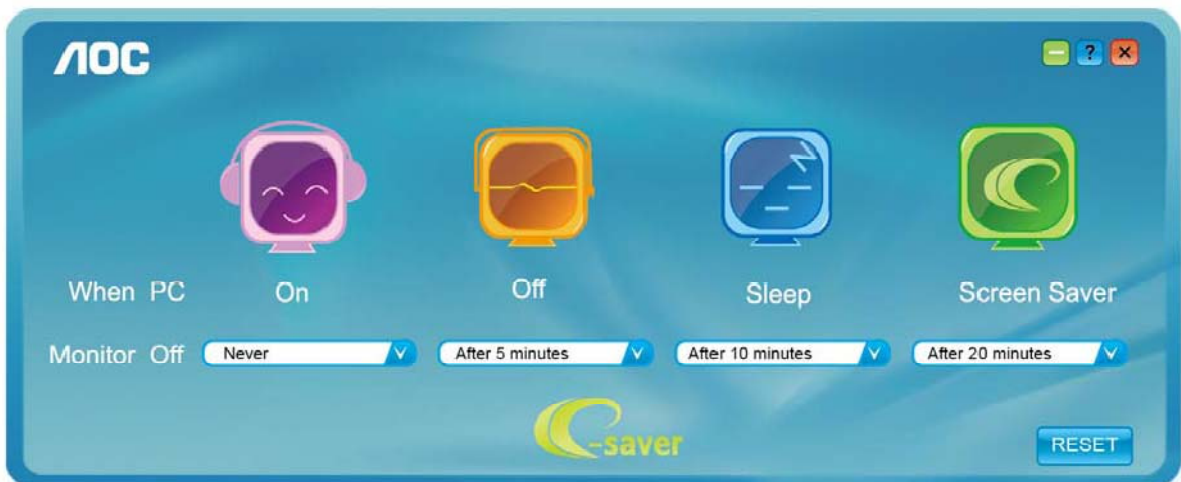 AOC
?
When PC On Off Sleep Screen Saver
Monitor Off Never After 5 minutes After 10 minutes After 20 minutes
e-saver
RESET